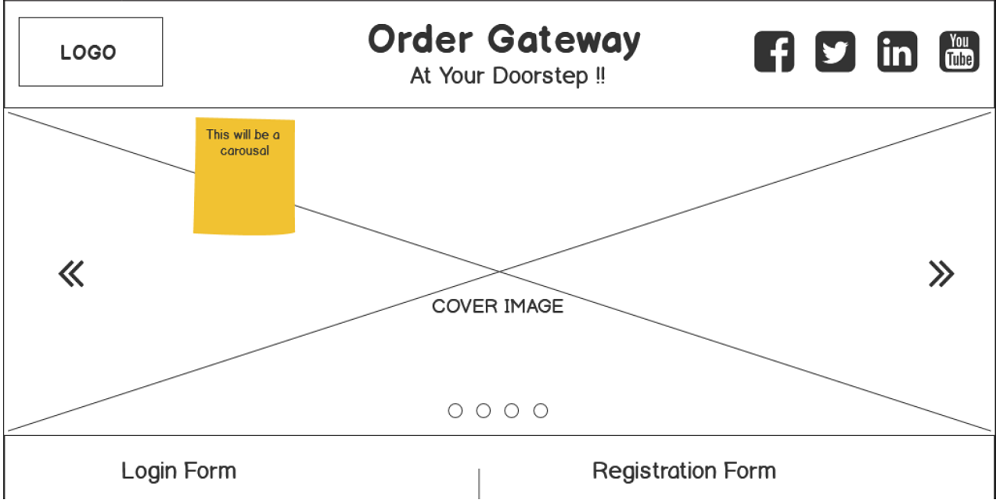 LOGO
Order Gateway
At Your Doorstep !!
You
Tube
This will be a
carousal
COVER IMAGE
Login Form
Registration Form